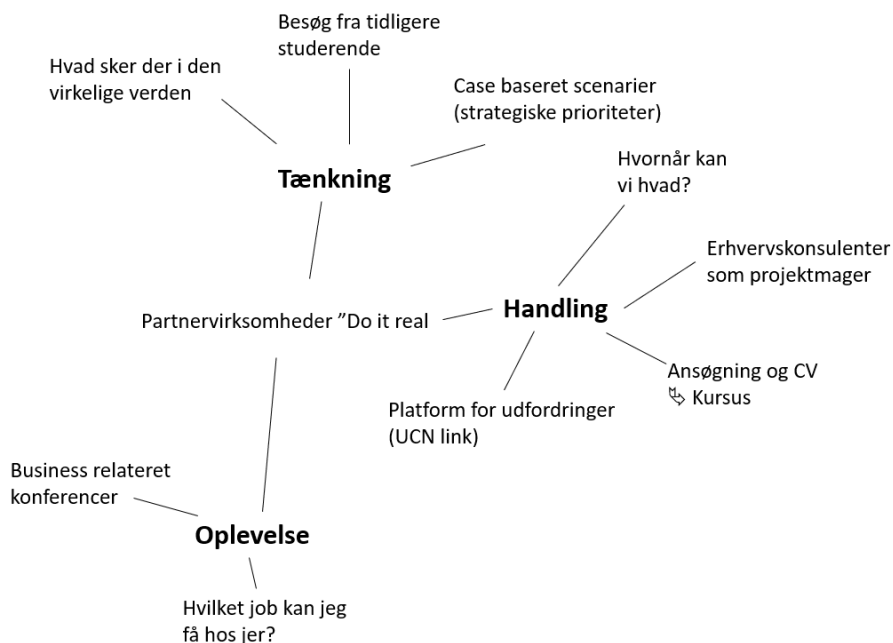 Besøg fra tidligere
studerende
Hvad sker der i den
virkelige verden
Case baseret scenarier
(strategiske prioriteter)
Tænkning
Hvornår kan
vi hvad?
Erhvervskonsulenter
som projektmager
Partnervirksomheder ”Do it real
Handling
Ansøgning og CV
⮱ Kursus
Platform for udfordringer
(UCN link)
Business relateret
konferencer
Oplevelse
Hvilket job kan jeg
få hos jer?